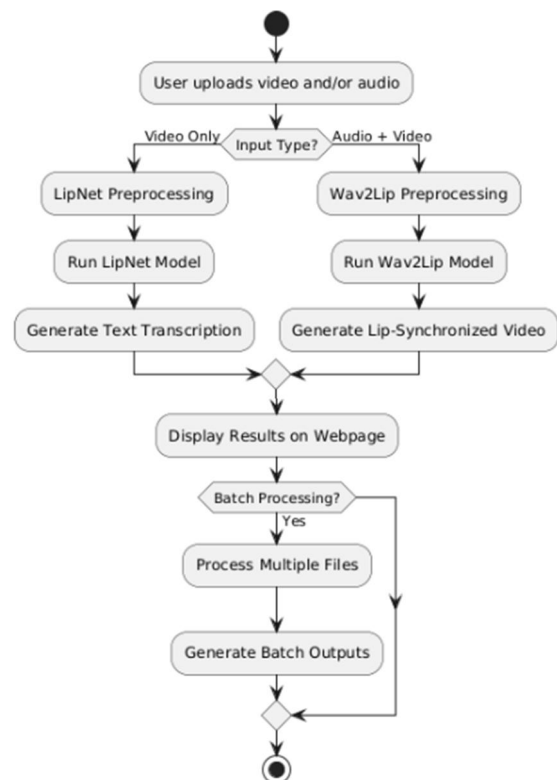 User uploads video and/or audio
Video Only
Input Type?
Audio + Video
LipNet Preprocessing
Wav2Lip Preprocessing
Run LipNet Model
Run Wav2Lip Model
Generate Text Transcription
Generate Lip-Synchronized Video
Display Results on Webpage
Batch Processing?
Yes
Process Multiple Files
Generate Batch Outputs